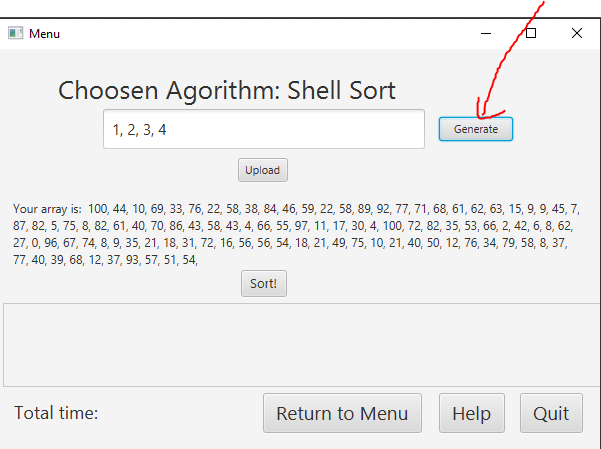 Menu
Choosen Agorithm: Shell Sort
1, 2, 3, 4
Generate
Upload
Your array is: 100, 44, 10, 69, 33, 76, 22, 58, 38, 84, 46, 59, 22, 58, 89, 92, 77, 71, 68, 61, 62, 63, 15, 9, 9, 45, 7,
87, 82, 5, 75, 8, 82, 61, 40, 70, 86, 43, 58, 43, 4, 66, 55, 97, 11, 17, 30, 4, 100, 72, 82, 35, 53, 66, 2, 42, 6, 8, 62,
27, 0, 96, 67, 74, 8, 9, 35, 21, 18, 31, 72, 16, 56, 56, 54, 18, 21, 49, 75, 10, 21, 40, 50, 12, 76, 34, 79, 58, 8, 37,
77, 40, 39, 68, 12, 37, 93, 57, 51, 54,
Sort!
Total time:
Return to Menu
Help
Quit